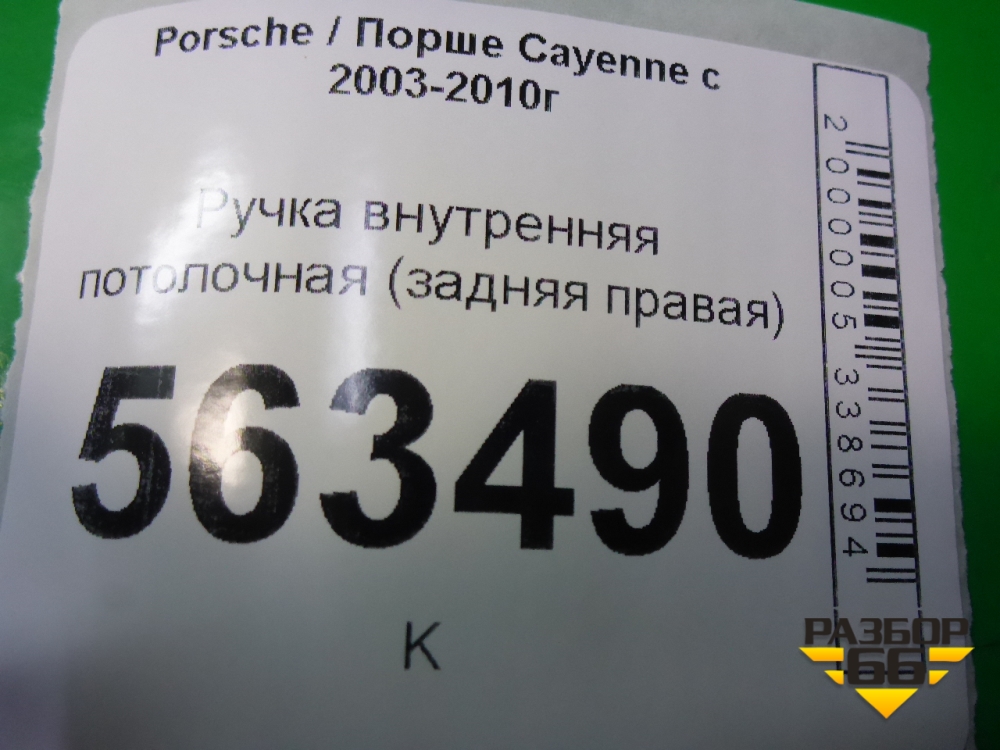 Porsche / Порше Cayenne с
2003-2010г
Ручка внутренняя
потолочная (задняя правая)
563490
К
2000005338694
РАЗБОР
66